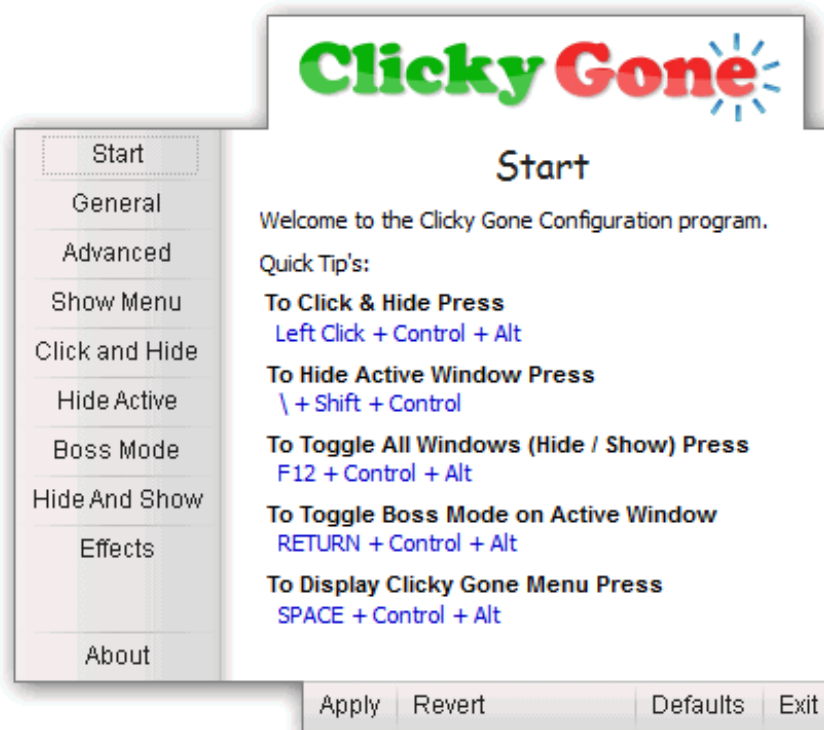 Clicky Gone
Start
General
Advanced
Show Menu
Click and Hide
Hide Active
Boss Mode
Hide And Show
Effects
About
Start
Welcome to the Clicky Gone Configuration program.
Quick Tip's:
To Click & Hide Press
Left Click + Control + Alt
To Hide Active Window Press
\ + Shift + Control
To Toggle All Windows (Hide / Show) Press
F12 + Control + Alt
To Toggle Boss Mode on Active Window
RETURN + Control + Alt
To Display Clicky Gone Menu Press
SPACE + Control + Alt
Apply Revert Defaults Exit